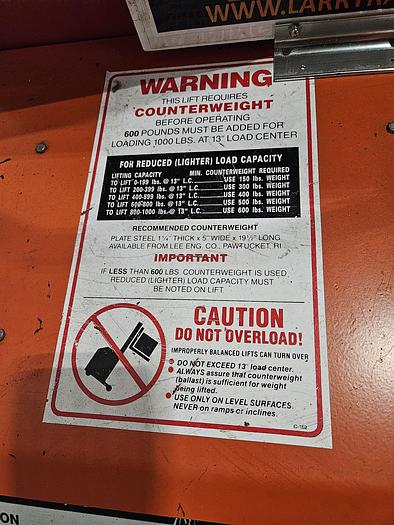 WWW.LARRY
WARNING
THIS LIFT REQUIRES
COUNTERWEIGHT
BEFORE OPERATING
600 POUNDS MUST BE ADDED FOR
LOADING 1000 LBS. AT 13" LOAD CENTER
FOR REDUCED (LIGHTER) LOAD CAPACITY
LIFTING CAPACITY MIN. COUNTERWEIGHT REQUIRED
TO LIFT 0-199 lbs. @ 13" L.C. USE 150 lbs. WEIGHT
TO LIFT 200-399 lbs. @ 13" L.C. USE 300 lbs. WEIGHT
TO LIFT 400-599 lbs. @ 13" L.C. USE 400 lbs. WEIGHT
TO LIFT 600-800 lbs. @ 13" L.C. USE 500 lbs. WEIGHT
TO LIFT 800-1000 lbs. @ 13" L.C. USE 600 lbs. WEIGHT
RECOMMENDED COUNTERWEIGHT
PLATE STEEL 1¼" THICK x 5" WIDE x 19½" LONG
AVAILABLE FROM LEE ENG. CO., PAWTUCKET, RI
IMPORTANT
IF LESS THAN 600 LBS COUNTERWEIGHT IS USED
REDUCED (LIGHTER) LOAD CAPACITY MUST
BE NOTED ON LIFT
CAUTION
DO NOT OVERLOAD!
IMPROPERLY BALANCED LIFTS CAN TURN OVER
• DO NOT EXCEED 13" load center.
• ALWAYS assure that counterweight
(ballast) is sufficient for weight
being lifted.
• USE ONLY ON LEVEL SURFACES.
NEVER on ramps or inclines.
C-152
ON